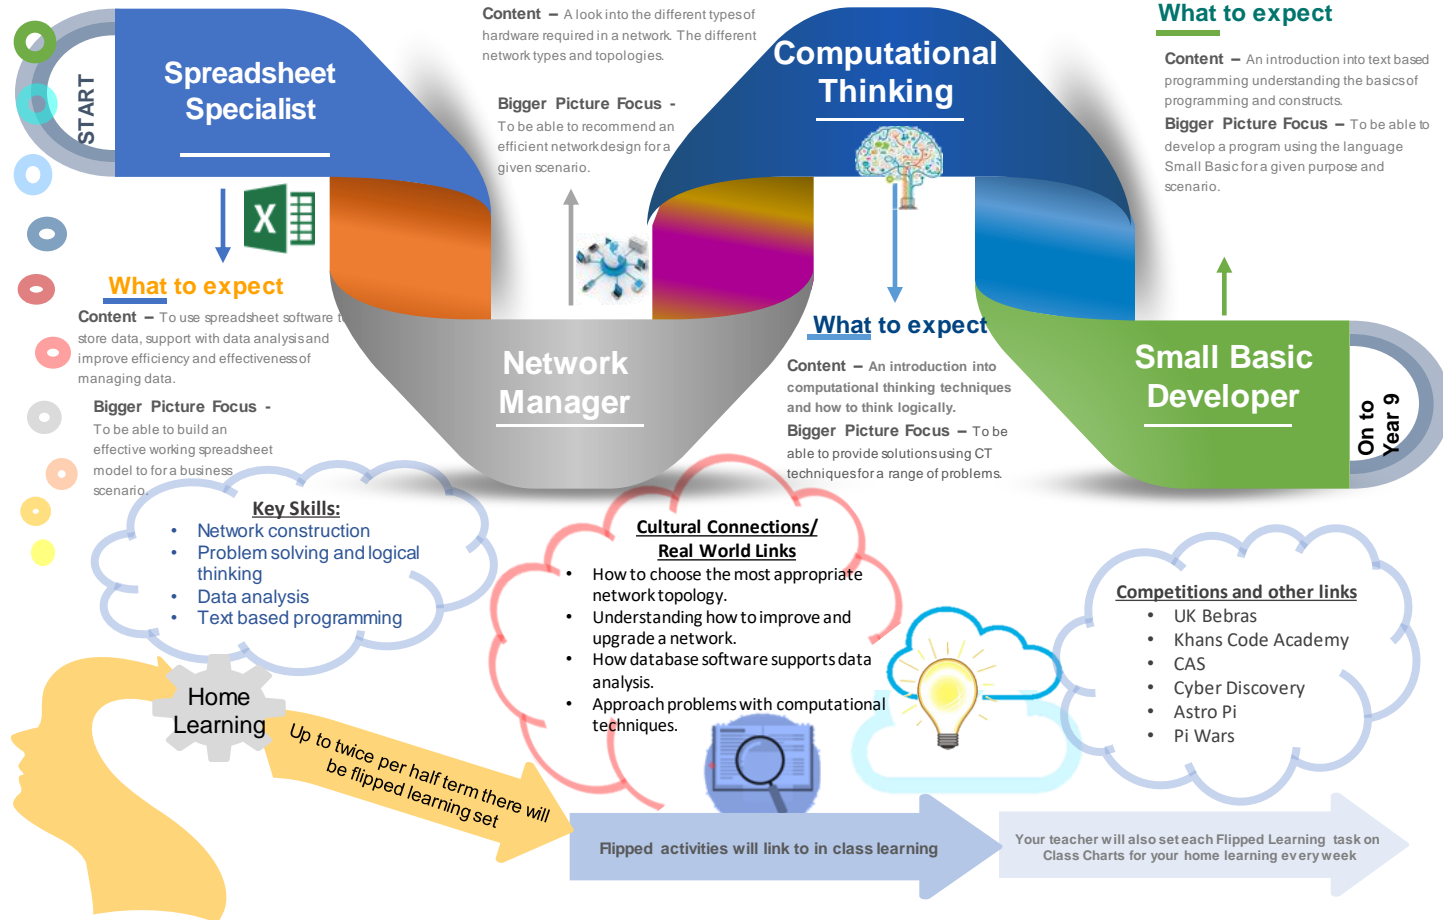 START
Spreadsheet
Specialist
What to expect
Content – To use spreadsheet software t
store data, support with data analysis and
improve efficiency and effectiveness of
managing data.
Bigger Picture Focus -
To be able to build an
effective working spreadsheet
model to for a business
scenario.
Content – A look into the different types of
hardware required in a network. The different
network types and topologies.
Bigger Picture Focus -
To be able to recommend an
efficient network design for a
given scenario.
Network
Manager
Computational
Thinking
What to expect
Content – An introduction into
computational thinking techniques
and how to think logically.
Bigger Picture Focus – To be
able to provide solutions using CT
techniques for a range of problems.
What to expect
Content – An introduction into text based
programming understanding the basics of
programming and constructs.
Bigger Picture Focus – To be able to
develop a program using the language
Small Basic for a given purpose and
scenario.
Small Basic
Developer
On to
Year 9
Key Skills:
• Network construction
• Problem solving and logical
thinking
• Data analysis
• Text based programming
Cultural Connections/
Real World Links
• How to choose the most appropriate
network topology.
• Understanding how to improve and
upgrade a network.
• How database software supports data
analysis.
• Approach problems with computational
techniques.
Competitions and other links
• UK Bebras
• Khans Code Academy
• CAS
• Cyber Discovery
• Astro Pi
• Pi Wars
Home
Learning
Up to twice per half term there will
be flipped learning set
Flipped activities will link to in class learning
Your teacher will also set each Flipped Learning task on
Class Charts for your home learning every week
X